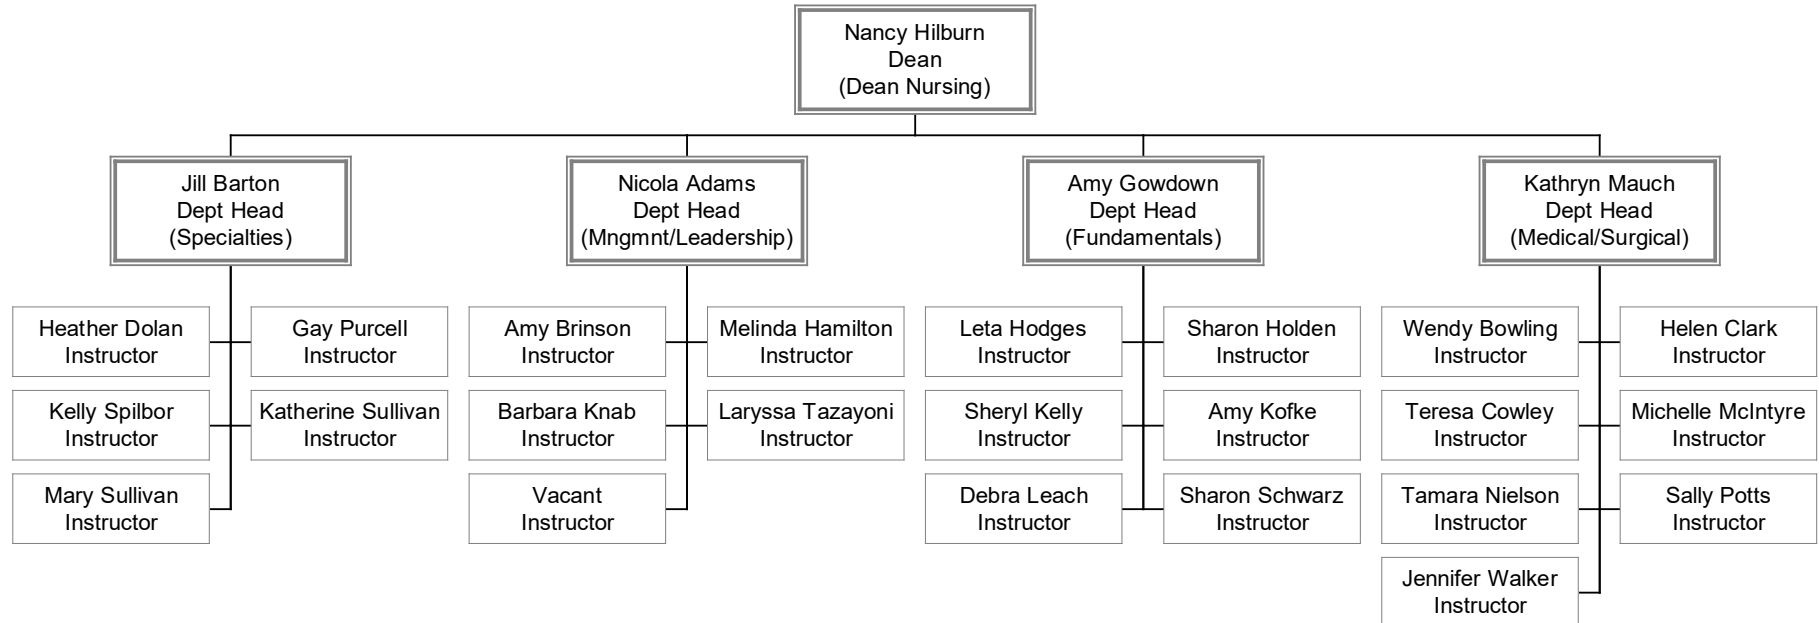 Nancy Hilburn
Dean
(Dean Nursing)
Jill Barton
Dept Head
(Specialties)
Nicola Adams
Dept Head
(Mngmnt/Leadership)
Amy Gowdown
Dept Head
(Fundamentals)
Kathryn Mauch
Dept Head
(Medical/Surgical)
Heather Dolan
Instructor
Gay Purcell
Instructor
Kelly Spilbor
Instructor
Katherine Sullivan
Instructor
Mary Sullivan
Instructor
Amy Brinson
Instructor
Melinda Hamilton
Instructor
Barbara Knab
Instructor
Laryssa Tazayoni
Instructor
Vacant
Instructor
Leta Hodges
Instructor
Sharon Holden
Instructor
Sheryl Kelly
Instructor
Amy Kofke
Instructor
Debra Leach
Instructor
Sharon Schwarz
Instructor
Wendy Bowling
Instructor
Helen Clark
Instructor
Teresa Cowley
Instructor
Michelle McIntyre
Instructor
Tamara Nielson
Instructor
Sally Potts
Instructor
Jennifer Walker
Instructor